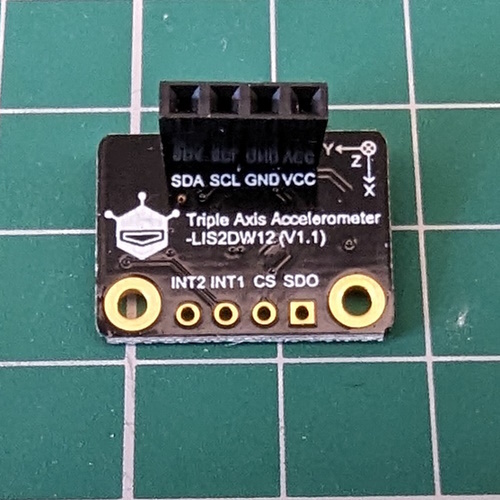 SDA SCL GND VCC
Y
Z
X
Triple Axis Accelerometer
-LIS2DW12 (V1.1)
INT2 INT1 CS SDO